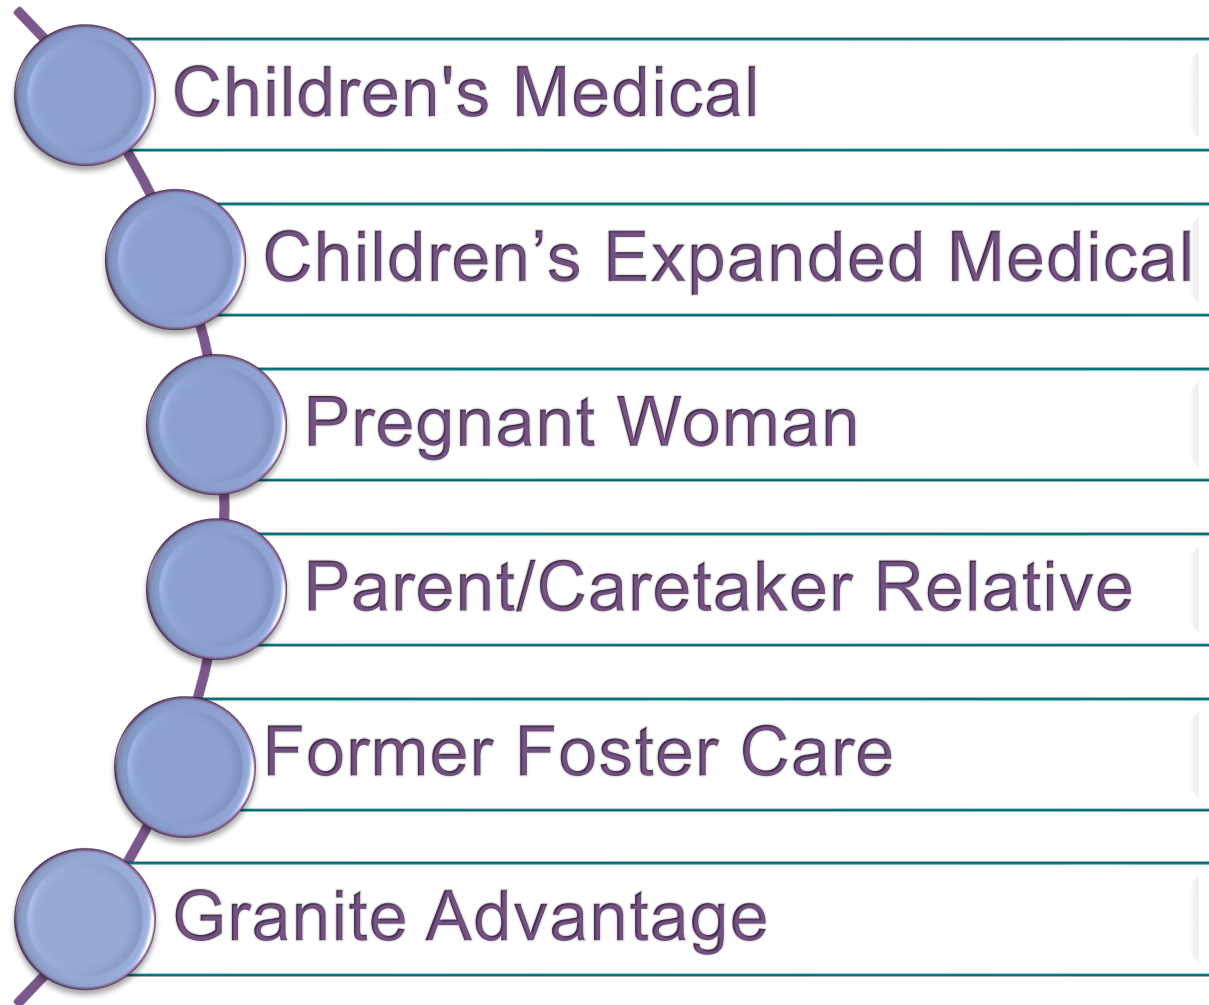 Children's Medical
Children’s Expanded Medical
Pregnant Woman
Parent/Caretaker Relative
Former Foster Care
Granite Advantage